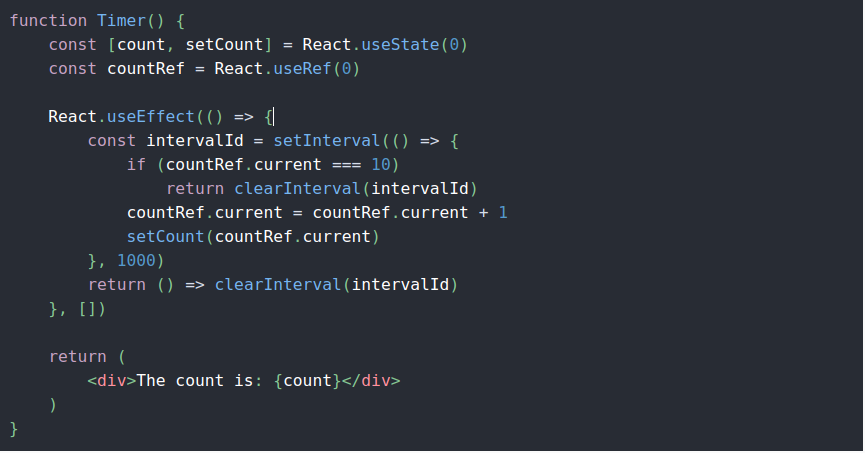 function Timer() {
    const [count, setCount] = React.useState(0)
    const countRef = React.useRef(0)

    React.useEffect(() => {
        const intervalId = setInterval(() => {
            if (countRef.current === 10)
                return clearInterval(intervalId)
            countRef.current = countRef.current + 1
            setCount(countRef.current)
        }, 1000)
        return () => clearInterval(intervalId)
    }, [])

    return (
        <div>The count is: {count}</div>
    )
}